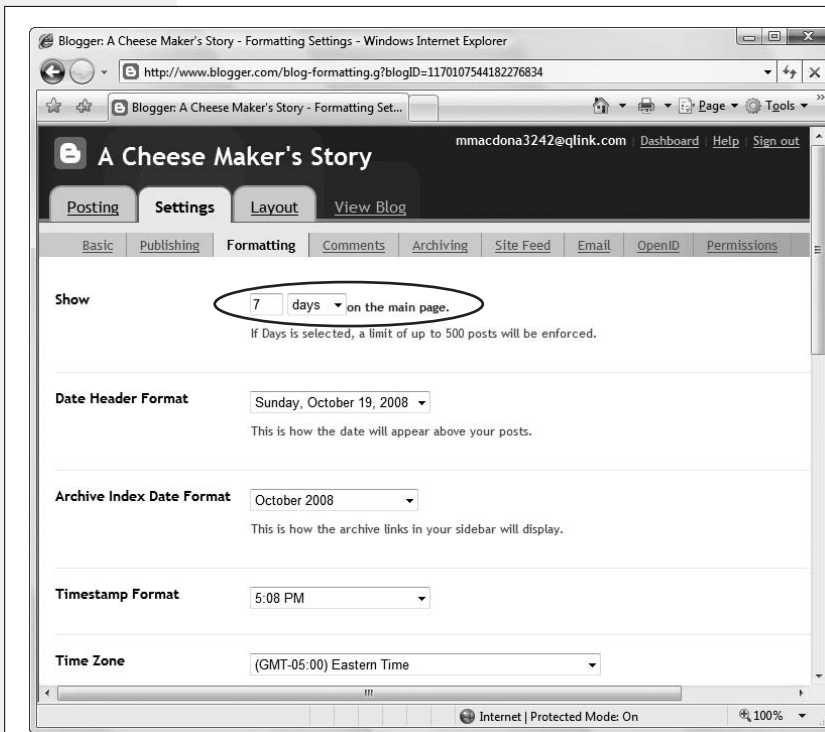 Blogger: A Cheese Maker's Story - Formatting Settings - Windows Internet Explorer
http://www.blogger.com/blog-formatting.g?blogID=1170107544182276834
Blogger: A Cheese Maker's Story - Formatting Set...
Page
Tools
»
mmacdona3242@qlink.com | Dashboard | Help | Sign out
A Cheese Maker's Story
Posting Settings Layout View Blog
Basic Publishing Formatting Comments Archiving Site Feed Email OpenID Permissions
Show 7 days on the main page.
If Days is selected, a limit of up to 500 posts will be enforced.
Date Header Format Sunday, October 19, 2008
This is how the date will appear above your posts.
Archive Index Date Format October 2008
This is how the archive links in your sidebar will display.
Timestamp Format 5:08 PM
Time Zone (GMT-05:00) Eastern Time
Internet | Protected Mode: On 100%